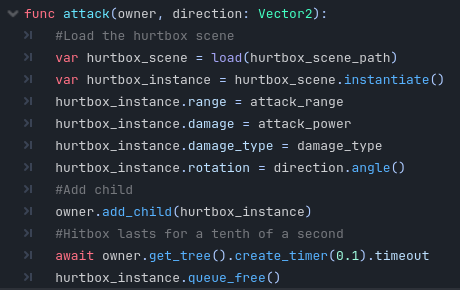 func attack(owner, direction: Vector2):
#Load the hurtbox scene
var hurtbox_scene = load(hurtbox_scene_path)
var hurtbox_instance = hurtbox_scene.instantiate()
hurtbox_instance.range = attack_range
hurtbox_instance.damage = attack_power
hurtbox_instance.damage_type = damage_type
hurtbox_instance.rotation = direction.angle()
#Add child
owner.add_child(hurtbox_instance)
#Hitbox lasts for a tenth of a second
await owner.get_tree().create_timer(0.1).timeout
hurtbox_instance.queue_free()